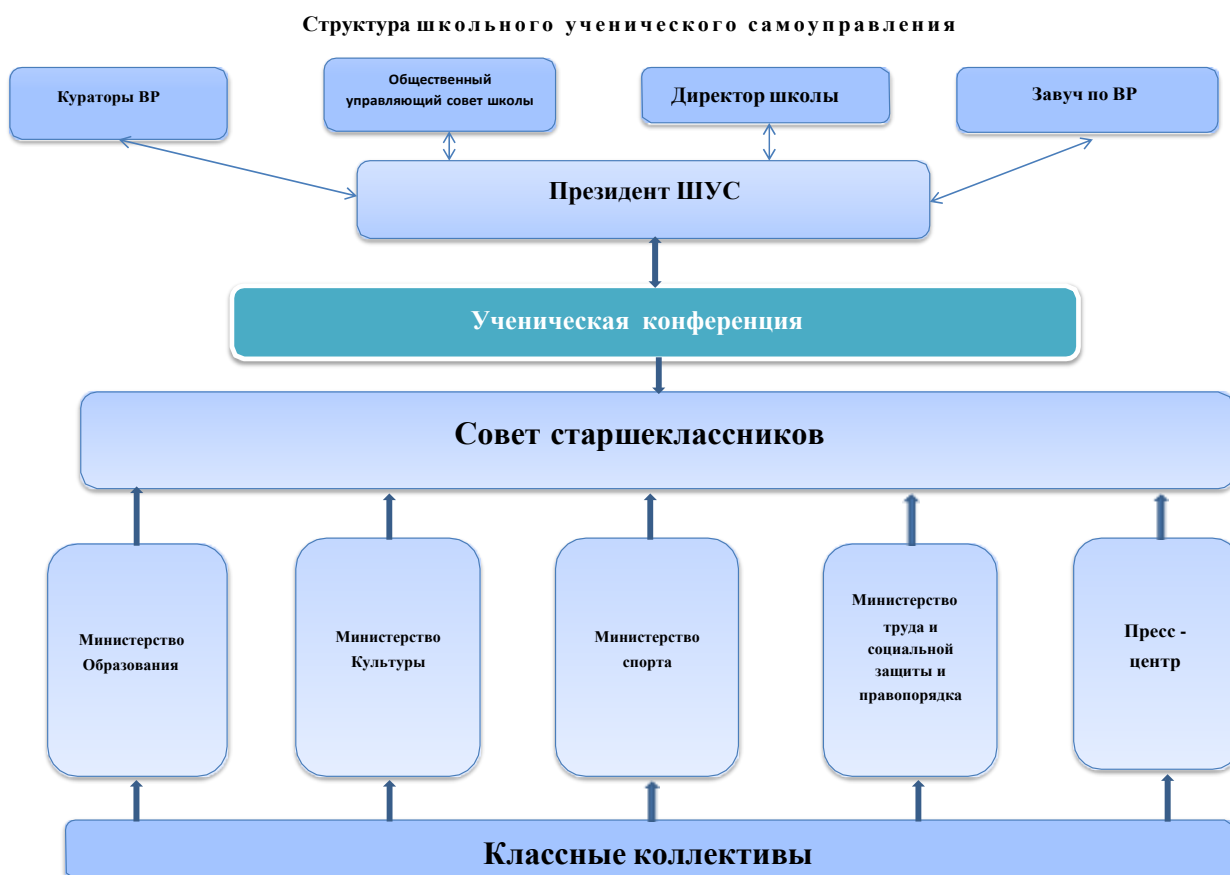 Структура школьного ученического самоуправления
Кураторы ВР
Общественный
управляющий совет школы
Директор школы
Завуч по ВР
Президент ШУС
Ученическая конференция
Совет старшеклассников
Министерство
Образования
Министерство
Культуры
Министерство
спорта
Министерство
труда и
социальной
защиты и
правопорядка
Пресс -
центр
Классные коллективы